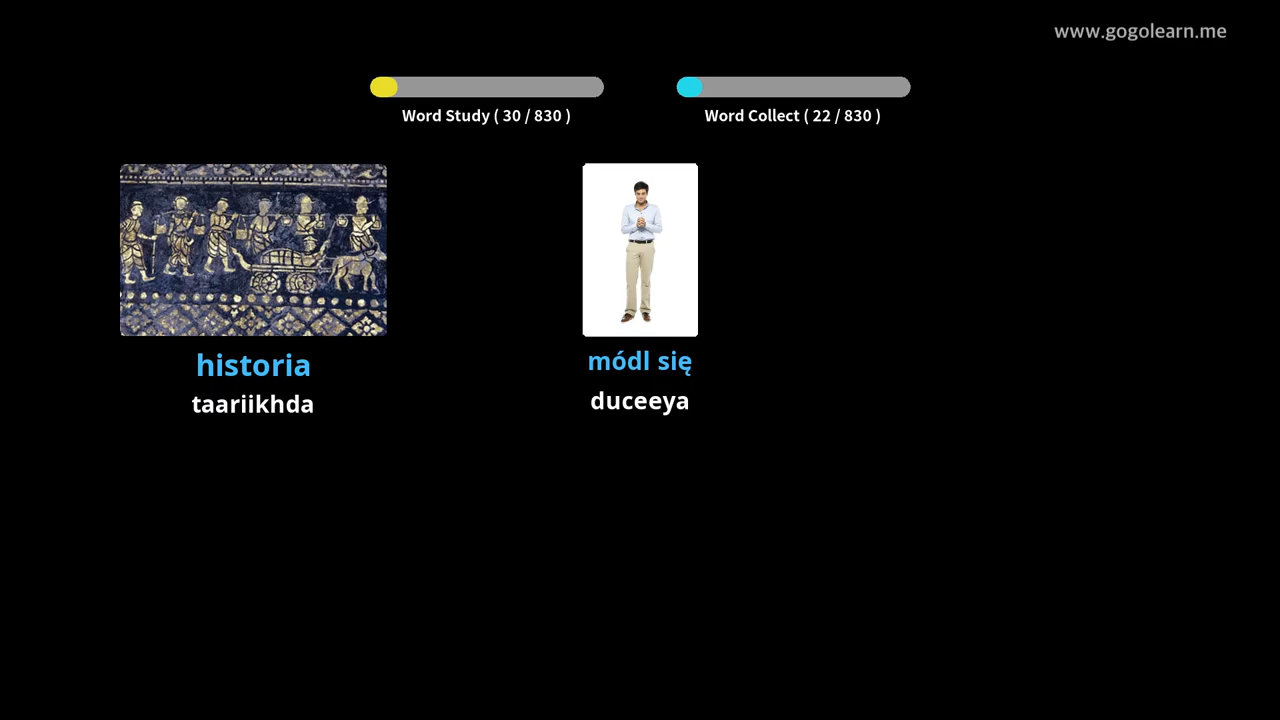 www.gogolearn.me
Word Study ( 30 / 830 )
Word Collect ( 22 / 830 )
historia
taariikhda
módl się
duceeya